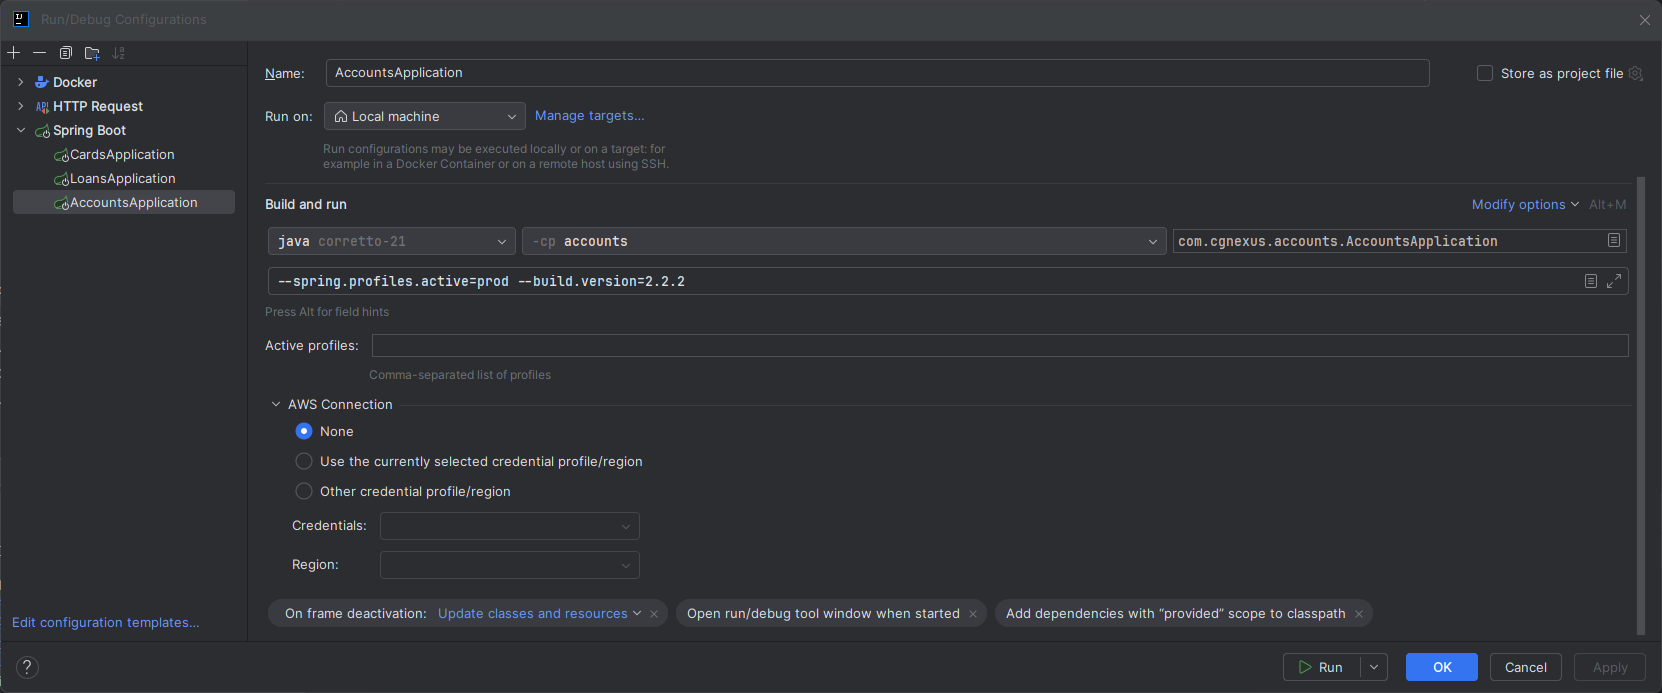 Run/Debug Configurations
Docker
HTTP Request
Spring Boot
CardsApplication
LoansApplication
AccountsApplication
Edit configuration templates...
Name: AccountsApplication
Store as project file
Run on: Local machine Manage targets...
Run configurations may be executed locally or on a target: for
example in a Docker Container or on a remote host using SSH.
Build and run
Modify options Alt+M
java corretto-21 -cp accounts com.cgnexus.accounts.AccountsApplication
--spring.profiles.active=prod --build.version=2.2.2
Press Alt for field hints
Active profiles:
Comma-separated list of profiles
AWS Connection
None
Use the currently selected credential profile/region
Other credential profile/region
Credentials:
Region:
On frame deactivation: Update classes and resources Open run/debug tool window when started Add dependencies with “provided” scope to classpath
? Run OK Cancel Apply